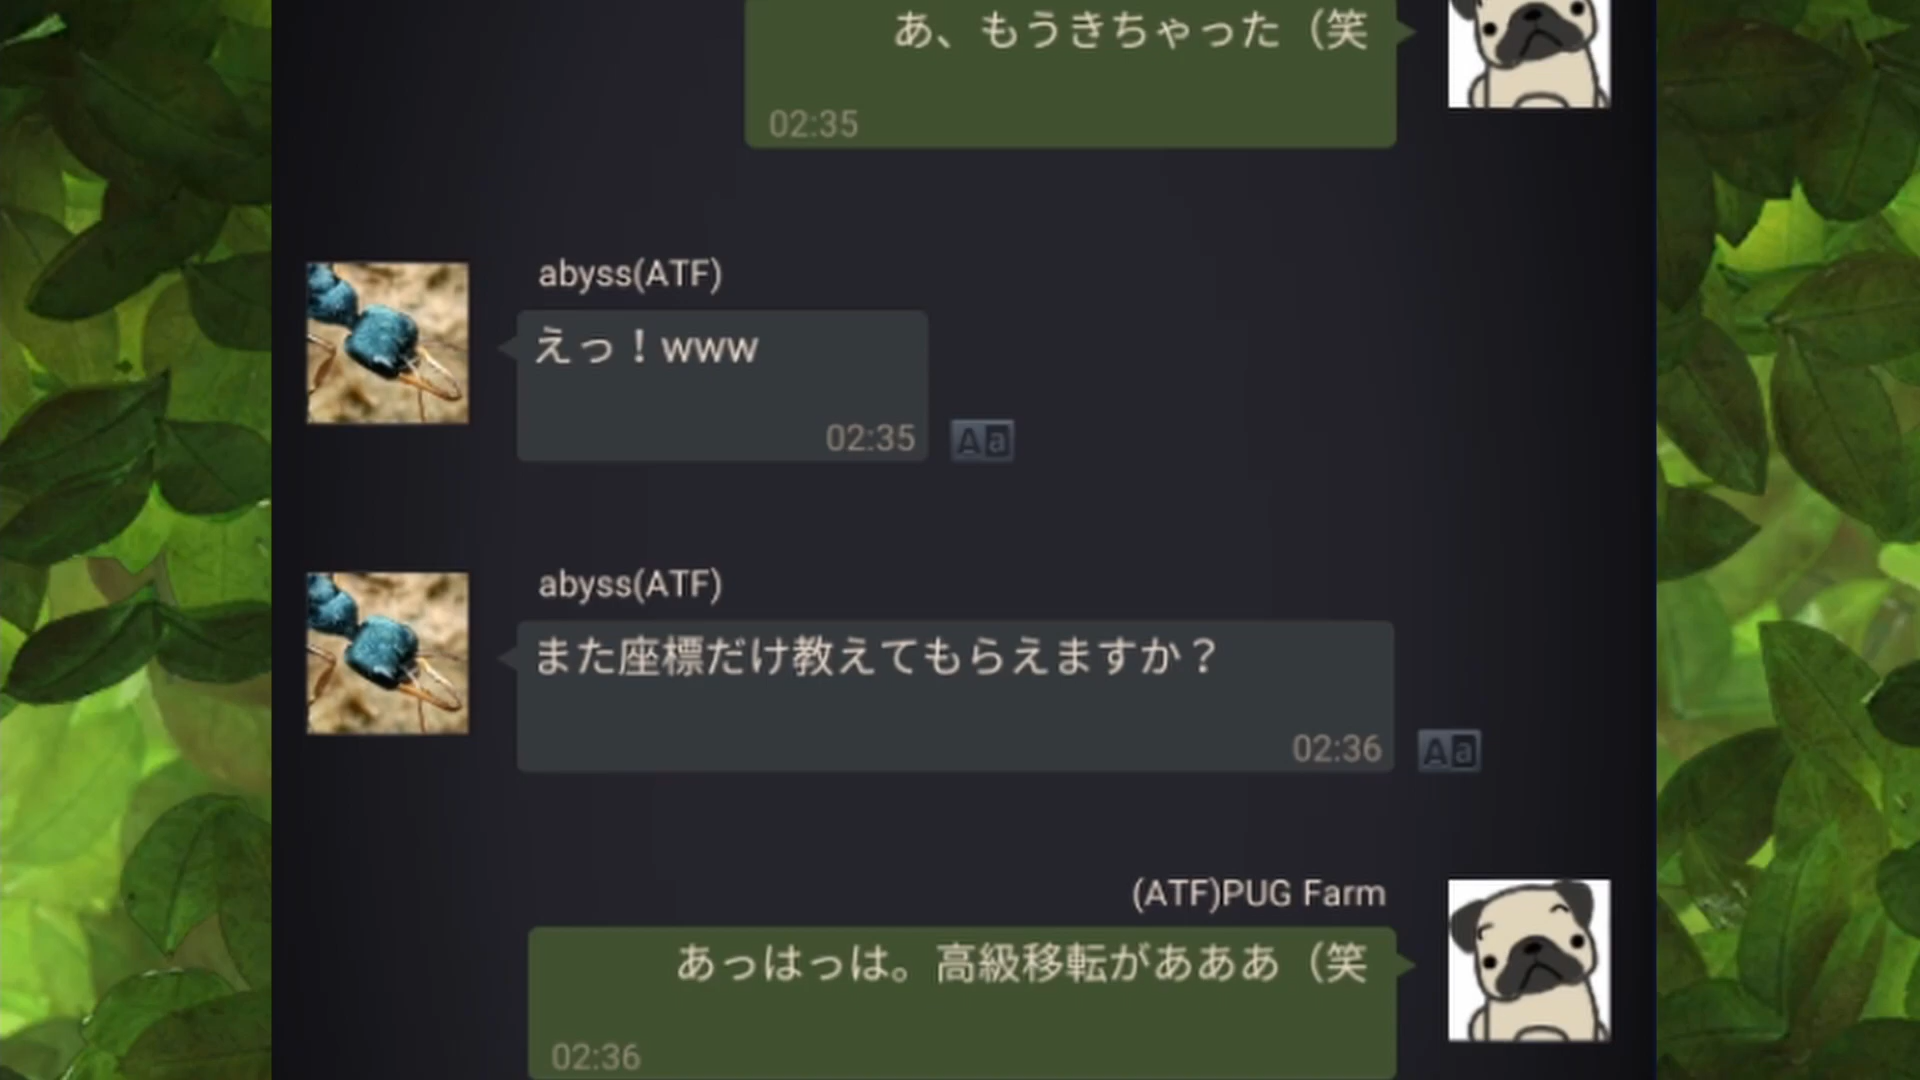 あ、もうきちゃった（笑
02:35
abyss(ATF)
えっ！www
02:35
Aa
abyss(ATF)
また座標だけ教えてもらえますか？
02:36
Aa
(ATF)PUG Farm
あっはっは。高級移転がああああ（笑
02:36